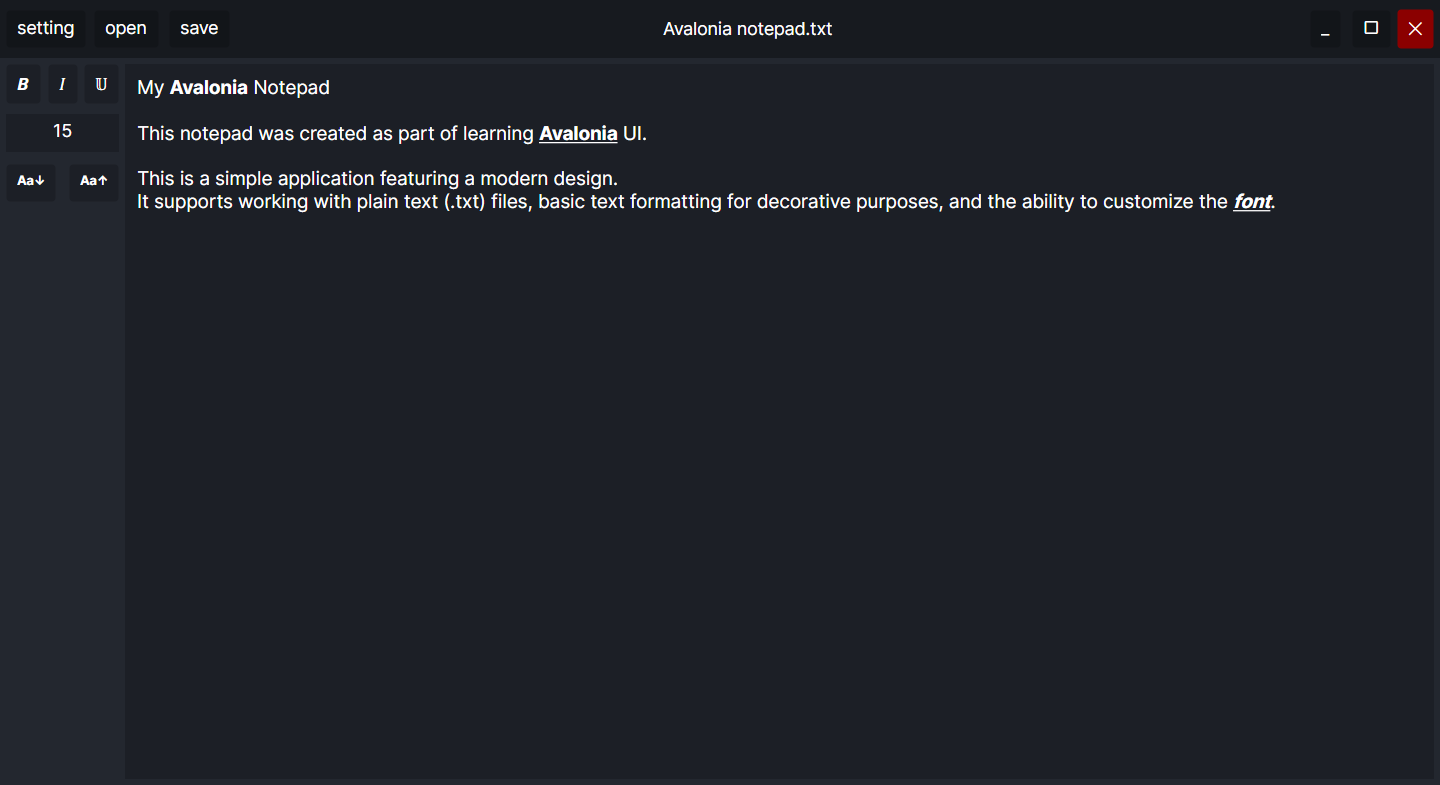 setting open save Avalonia notepad.txt
B I 𝕌
15
Aa↓ Aa↑
My Avalonia Notepad
This notepad was created as part of learning Avalonia UI.
This is a simple application featuring a modern design.
It supports working with plain text (.txt) files, basic text formatting for decorative purposes, and the ability to customize the font.